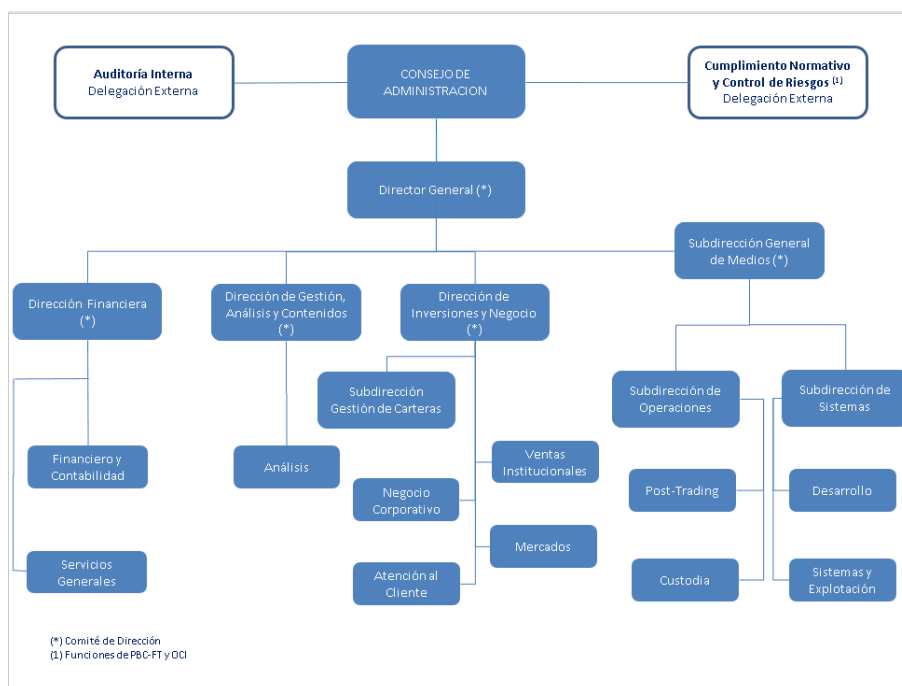 Auditoría Interna
Delegación Externa
CONSEJO DE
ADMINISTRACION
Cumplimiento Normativo
y Control de Riesgos (1)
Delegación Externa
Director General (*)
Subdirección General
de Medios (*)
Dirección Financiera
(*)
Dirección de Gestión,
Análisis y Contenidos
(*)
Dirección de
Inversiones y Negocio
(*)
Subdirección
Gestión de Carteras
Subdirección de
Operaciones
Subdirección de
Sistemas
Financiero y
Contabilidad
Análisis
Ventas
Institucionales
Negocio
Corporativo
Post-Trading
Desarrollo
Mercados
Servicios
Generales
Atención al
Cliente
Custodia
Sistemas y
Explotación
(*) Comité de Dirección
(1) Funciones de PBC-FT y OCI